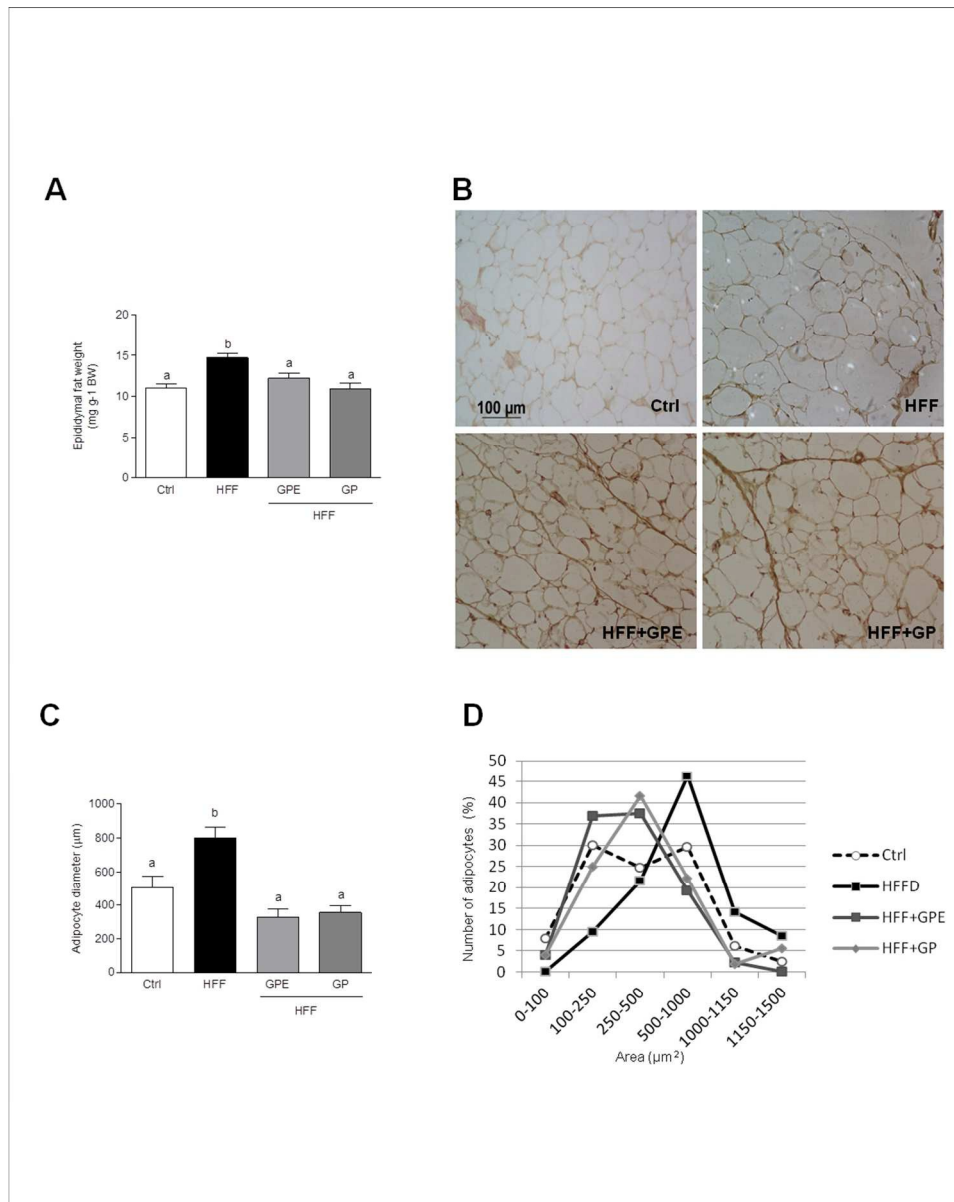 A
B
20
15
10
5
0
Epididymal fat weight
(mg g-1 BW)
a
b
a
a
Ctrl
HFF
GPE
GP
HFF
100 µm
Ctrl
HFF
HFF+GPE
HFF+GP
C
D
1000
800
600
400
200
0
Adipocyte diameter (µm)
a
b
a
a
Ctrl
HFF
GPE
GP
HFF
50
45
40
35
30
25
20
15
10
5
0
Number of adipocytes (%)
0-100
100-250
250-500
500-1000
1000-1150
1150-1500
Area (µm²)
Ctrl
HFFD
HFF+GPE
HFF+GP